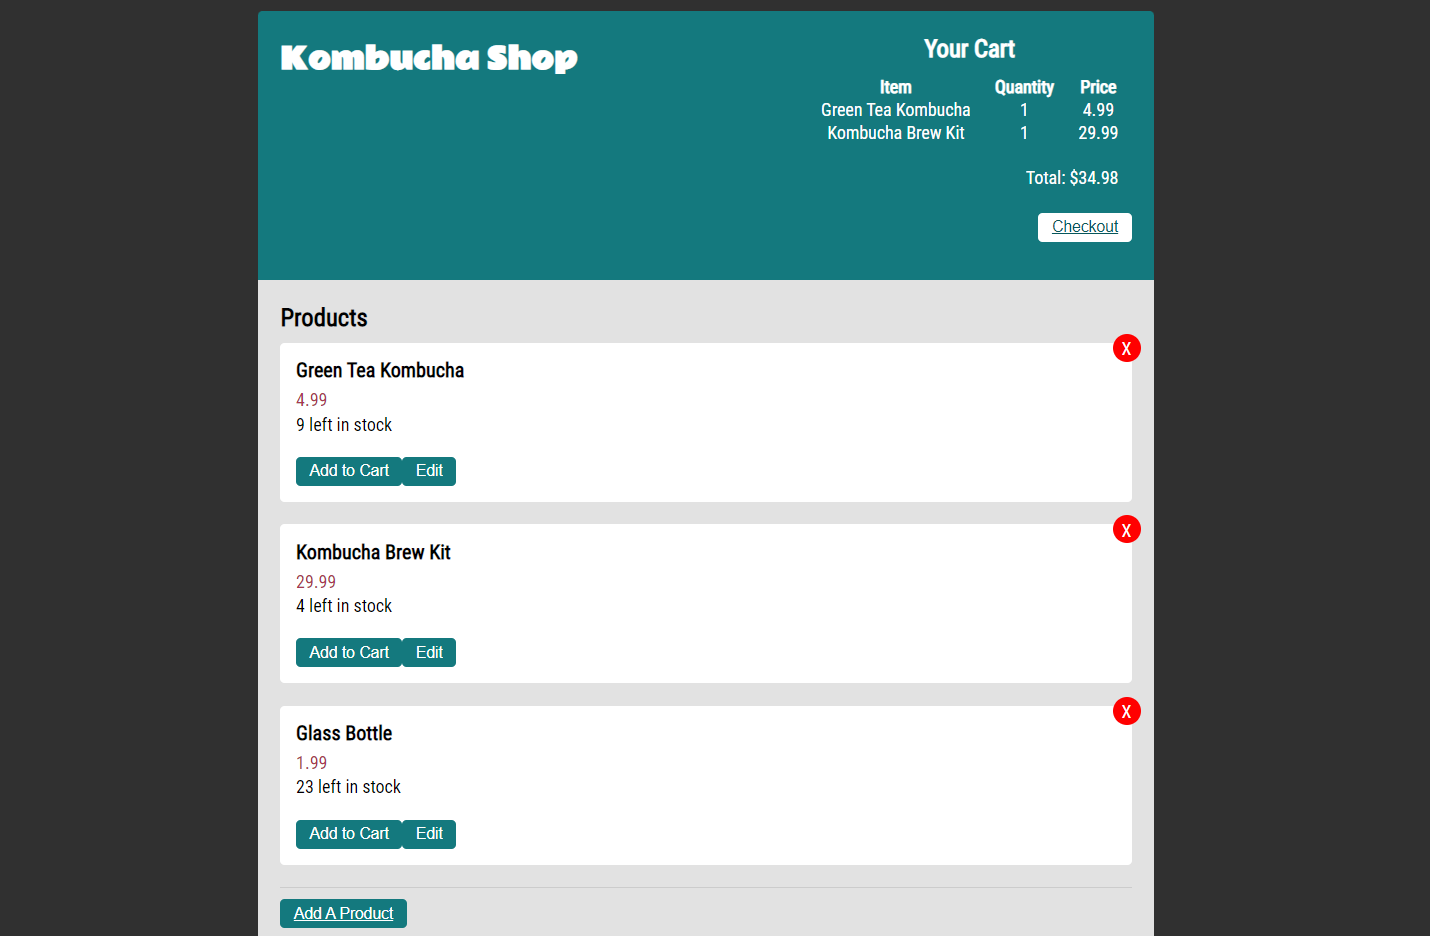 Kombucha Shop
Your Cart
Item Quantity Price
Green Tea Kombucha 1 4.99
Kombucha Brew Kit 1 29.99
Total: $34.98
Checkout
Products
X
Green Tea Kombucha
4.99
9 left in stock
Add to Cart Edit
X
Kombucha Brew Kit
29.99
4 left in stock
Add to Cart Edit
X
Glass Bottle
1.99
23 left in stock
Add to Cart Edit
Add A Product